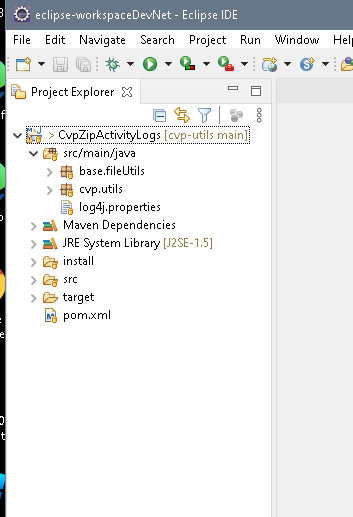 eclipse-workspaceDevNet - Eclipse IDE
File Edit Navigate Search Project Run Window Help
Project Explorer
> CvpZipActivityLogs [cvp-utils main]
src/main/java
base.fileUtils
cvp.utils
log4j.properties
Maven Dependencies
JRE System Library [J2SE-1.5]
install
src
target
pom.xml